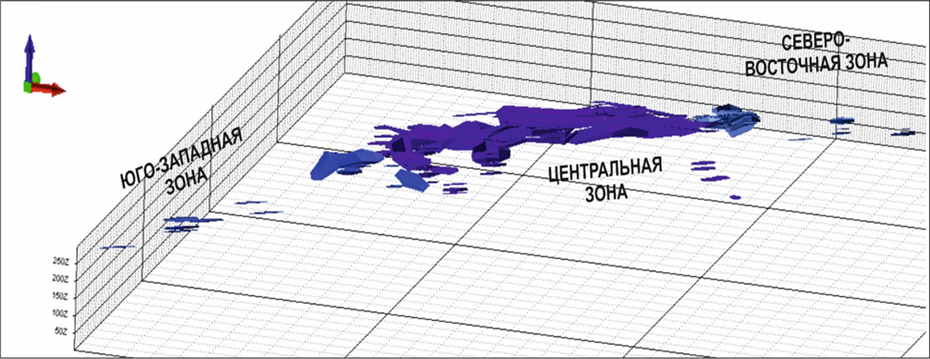 СЕВЕРО-
ВОСТОЧНАЯ ЗОНА
ЮГО-ЗАПАДНАЯ
ЗОНА
ЦЕНТРАЛЬНАЯ
ЗОНА
250Z
200Z
150Z
100Z
50Z